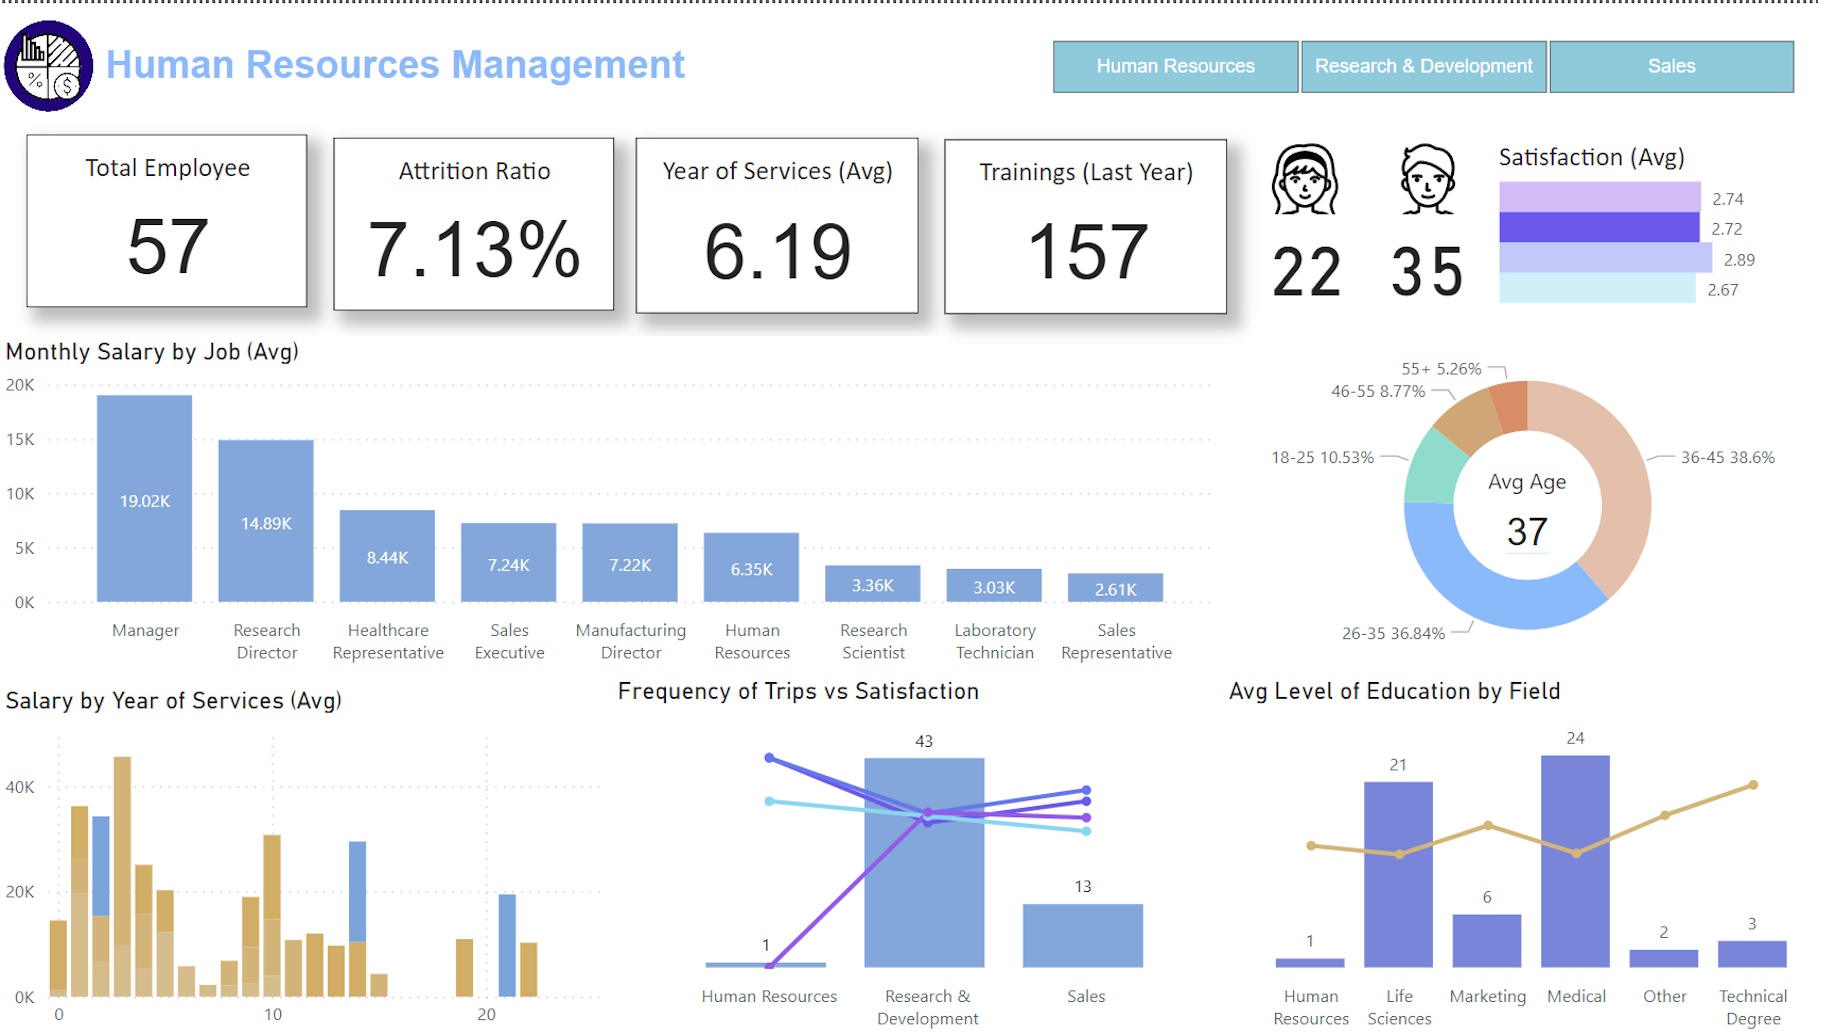 Human Resources Management
Human Resources
Research & Development
Sales
Total Employee
57
Attrition Ratio
7.13%
Year of Services (Avg)
6.19
Trainings (Last Year)
157
22
35
Satisfaction (Avg)
2.74
2.72
2.89
2.67
Monthly Salary by Job (Avg)
20K
15K
10K
5K
0K
19.02K
14.89K
8.44K
7.24K
7.22K
6.35K
3.36K
3.03K
2.61K
Manager
Research
Director
Healthcare
Representative
Sales
Executive
Manufacturing
Director
Human
Resources
Research
Scientist
Laboratory
Technician
Sales
Representative
55+ 5.26%
46-55 8.77%
18-25 10.53%
36-45 38.6%
26-35 36.84%
Avg Age
37
Salary by Year of Services (Avg)
40K
20K
0K
0
10
20
Frequency of Trips vs Satisfaction
1
43
13
Human Resources
Research &
Development
Sales
Avg Level of Education by Field
1
21
6
24
2
3
Human
Resources
Life
Sciences
Marketing
Medical
Other
Technical
Degree
%
$